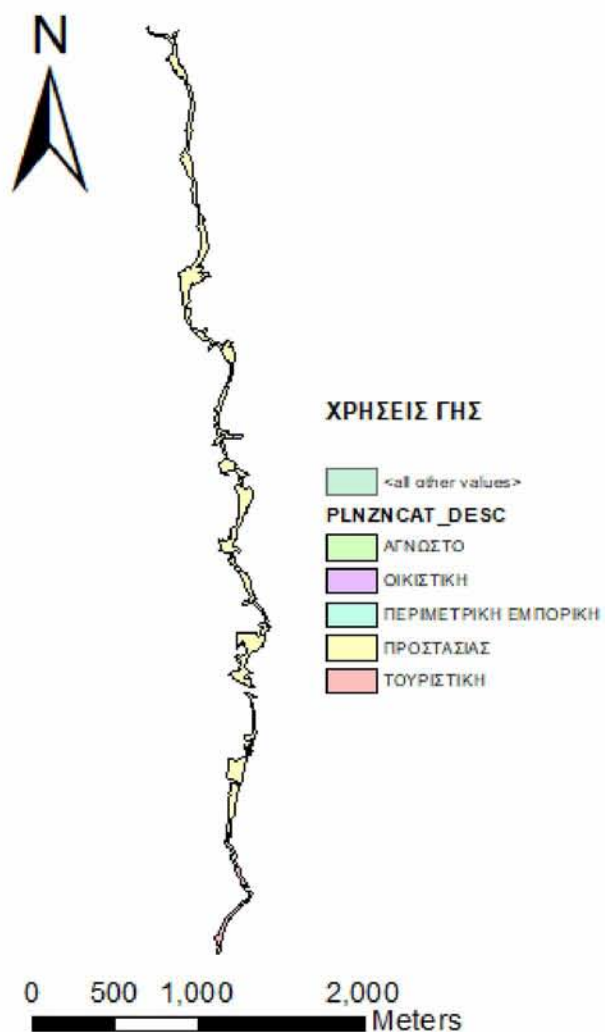 N
ΧΡΗΣΕΙΣ ΓΗΣ
<all other values>
PLNZNCAT_DESC
ΑΓΝΩΣΤΟ
ΟΙΚΙΣΤΙΚΗ
ΠΕΡΙΜΕΤΡΙΚΗ ΕΜΠΟΡΙΚΗ
ΠΡΟΣΤΑΣΙΑΣ
ΤΟΥΡΙΣΤΙΚΗ
0 500 1,000 2,000
Meters